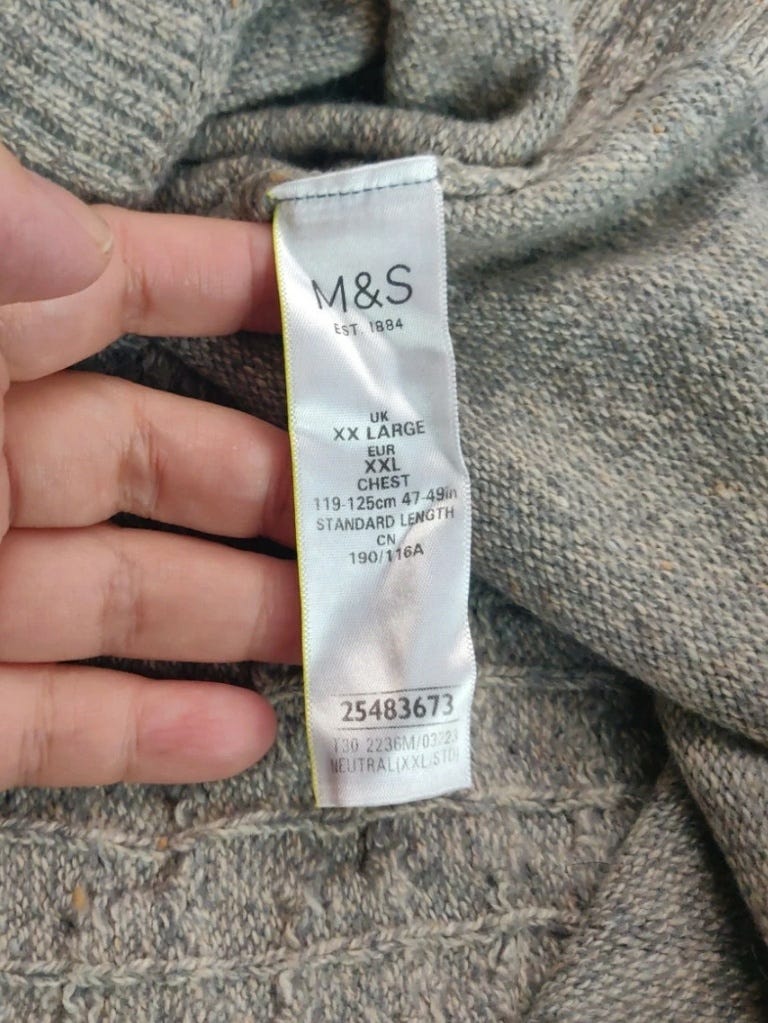 M&S
EST. 1884
UK
XX LARGE
EUR
XXL
CHEST
119-125cm 47-49in
STANDARD LENGTH
CN
190/116A
25483673
T30 2236M/03223
NEUTRAL(XXL/STD)